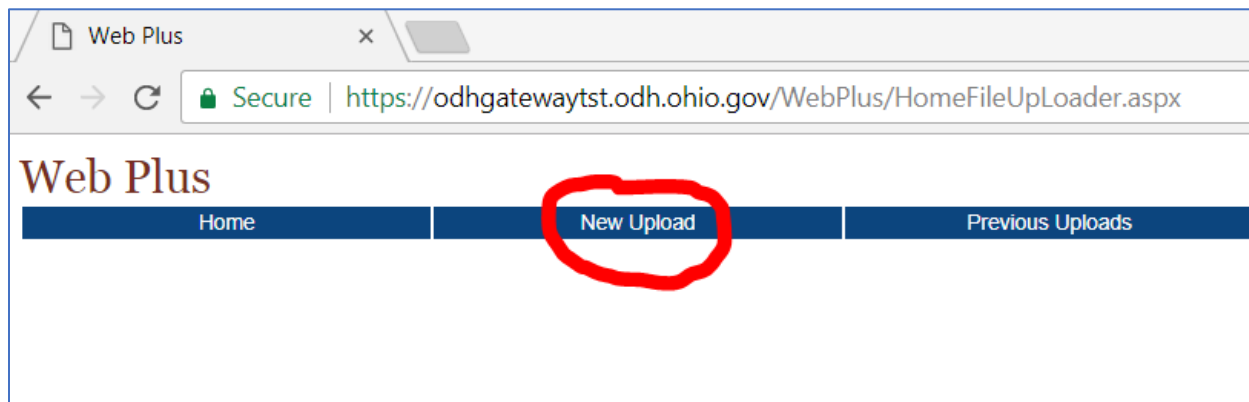 Web Plus
Secure https://odhgatewaytst.odh.ohio.gov/WebPlus/HomeFileUpLoader.aspx
Web Plus
Home New Upload Previous Uploads